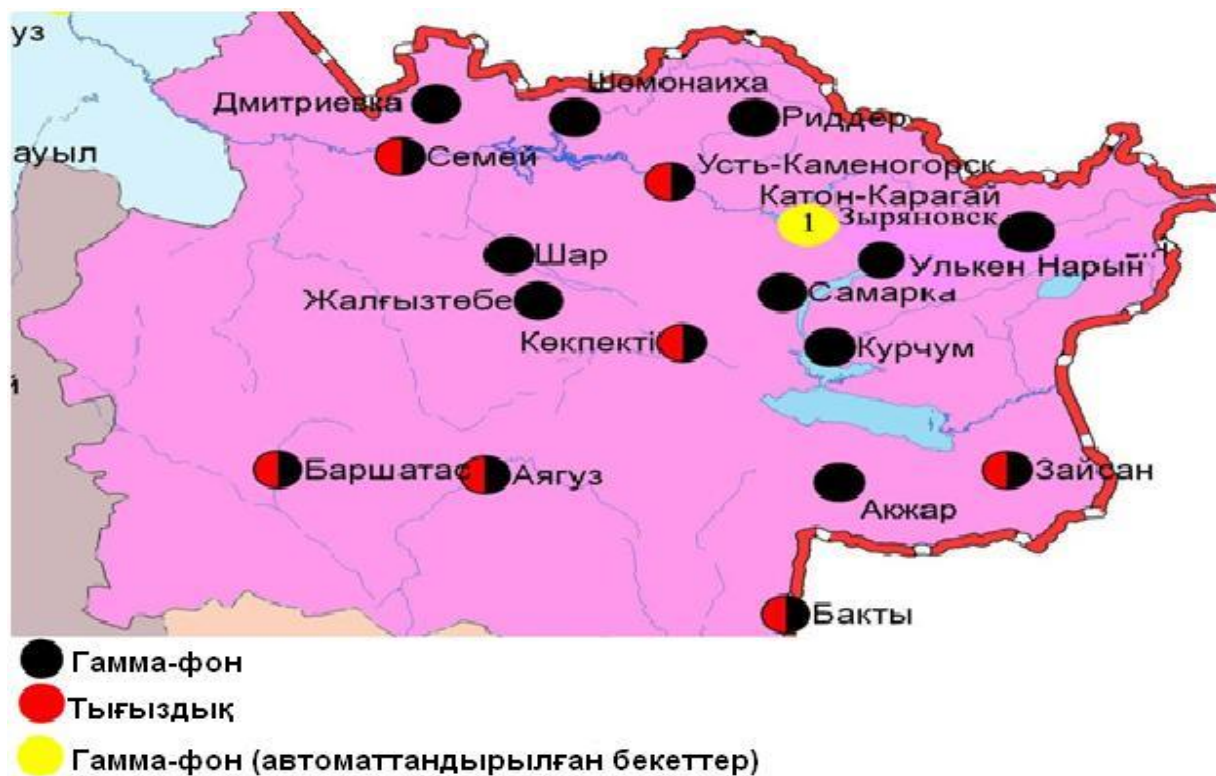 уз
Шемонаиха
Дмитриевка
Риддер
ауыл
Семей
Усть-Каменогорск
Катон-Карагай
1
Зыряновск
Шар
Улькен Нарын
Самарка
Жалғызтөбе
Көкпекті
Курчум
й
Баршатас
Аягуз
Зайсан
Акжар
Бакты
Гамма-фон
Тығыздық
Гамма-фон (автоматтандырылған бекеттер)